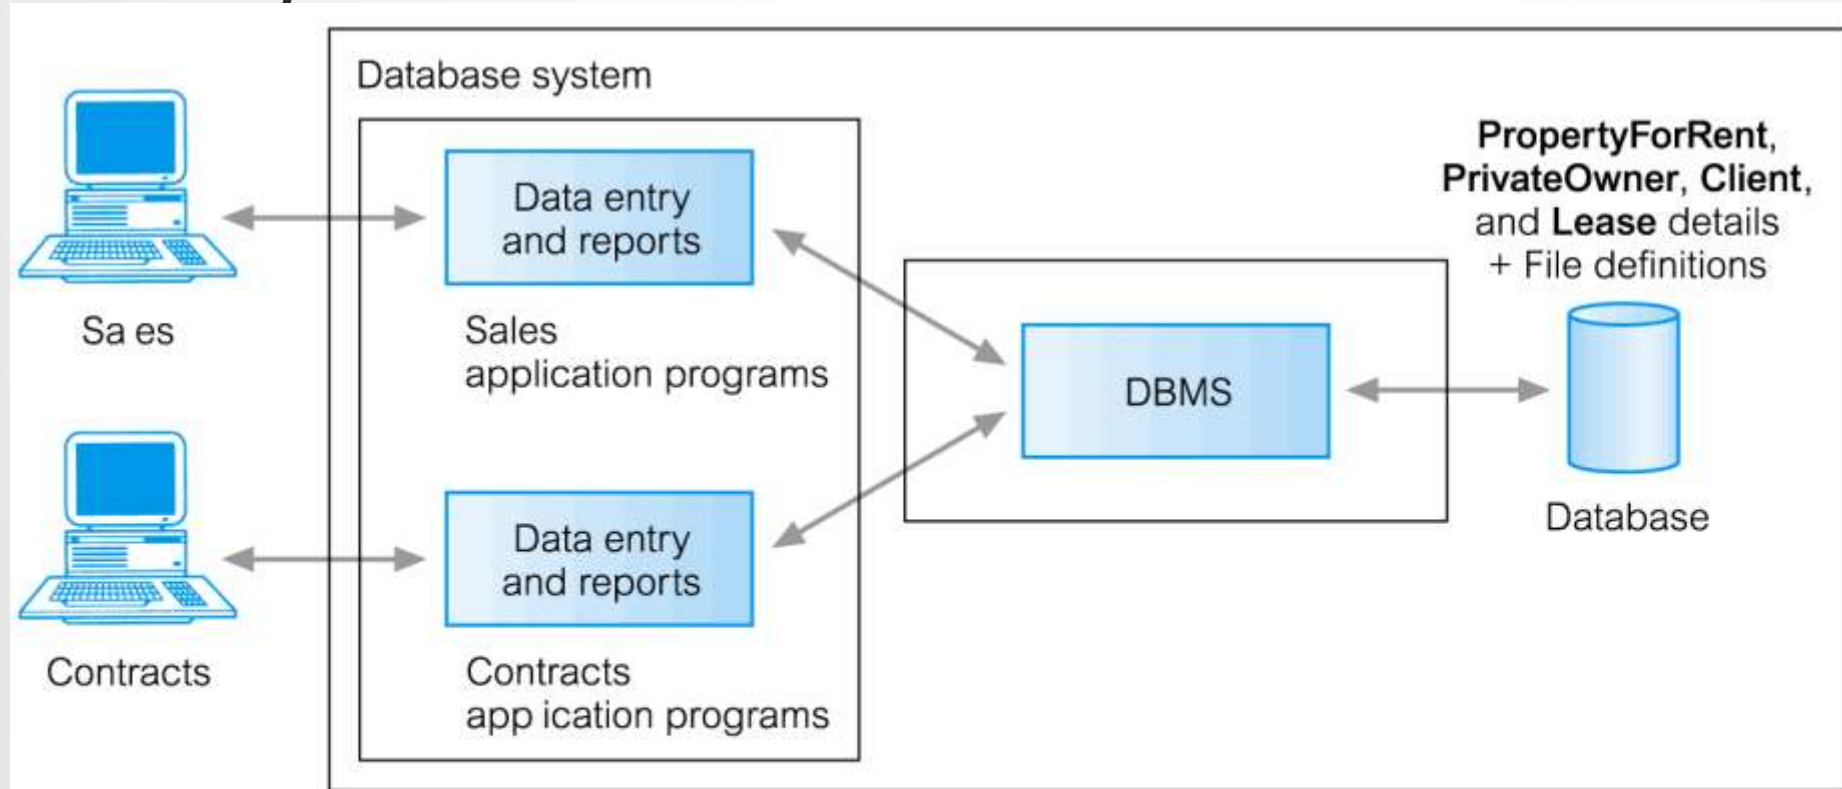 Database system
Data entry
and reports
Sales
application programs
Sa es
Data entry
and reports
Contracts
app ication programs
Contracts
DBMS
PropertyForRent,
PrivateOwner, Client,
and Lease details
+ File definitions
Database